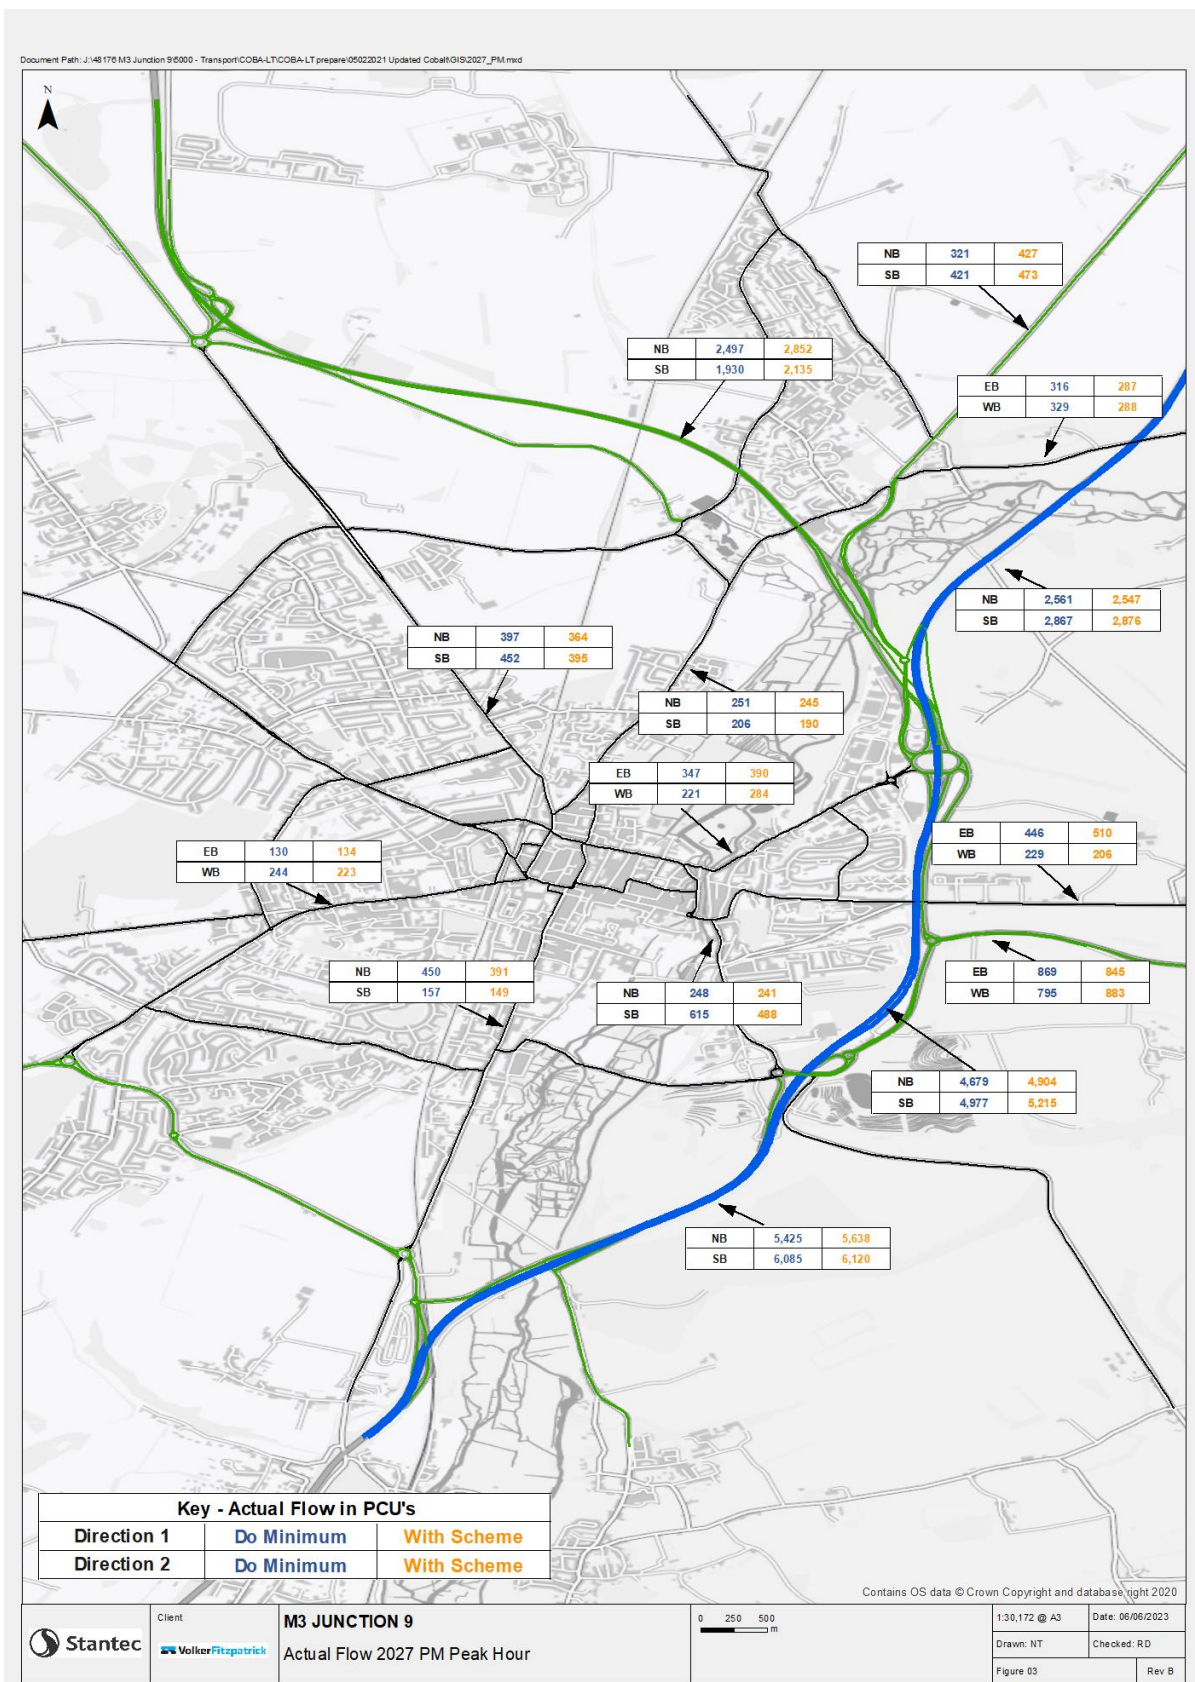 Document Path: J:\48176 M3 Junction 9\6000 - Transport\COBA-LT\COBA-LT prepare\05022021 Updated Cobalt\GIS\2027_PM.mxd
N
NB 321 427
SB 421 473
NB 2,497 2,852
SB 1,930 2,135
EB 316 287
WB 329 288
NB 2,561 2,547
SB 2,867 2,876
NB 397 364
SB 452 395
NB 251 245
SB 206 190
EB 347 390
WB 221 284
EB 446 510
WB 229 206
EB 130 134
WB 244 223
NB 450 391
SB 157 149
NB 248 241
SB 615 488
EB 869 845
WB 795 883
NB 4,679 4,904
SB 4,977 5,215
NB 5,425 5,638
SB 6,085 6,120
Key - Actual Flow in PCU's
Direction 1 Do Minimum With Scheme
Direction 2 Do Minimum With Scheme
Contains OS data © Crown Copyright and database right 2020
Stantec
Client
VolkerFitzpatrick
M3 JUNCTION 9
Actual Flow 2027 PM Peak Hour
0 250 500
m
1:30,172 @ A3 Date: 06/06/2023
Drawn: NT Checked: RD
Figure 03 Rev B